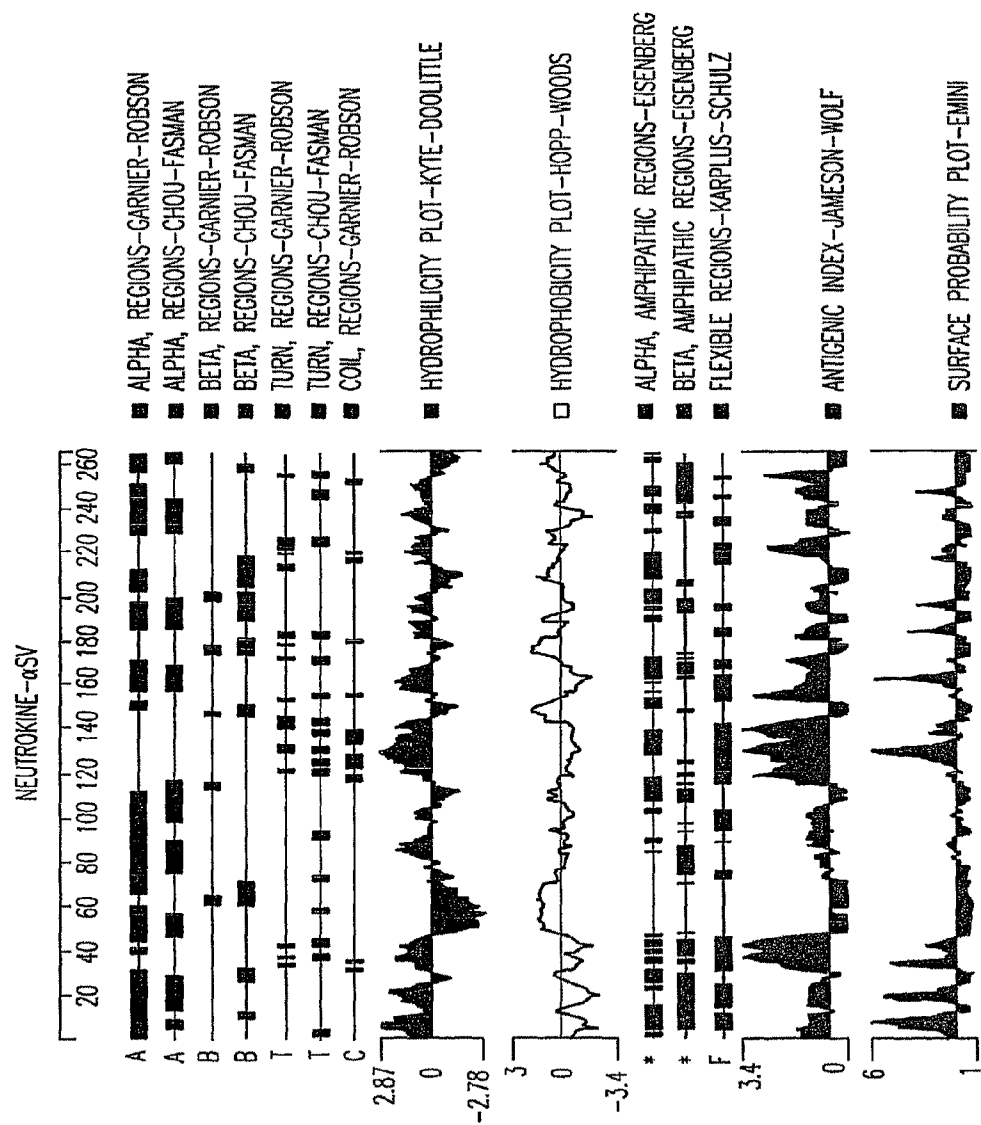 NEUTROKINE-αSV
20 40 60 80 100 120 140 160 180 200 220 240 260
A ALPHA, REGIONS-GARNIER-ROBSON
A ALPHA, REGIONS-CHOU-FASMAN
B BETA, REGIONS-GARNIER-ROBSON
B BETA, REGIONS-CHOU-FASMAN
T TURN, REGIONS-GARNIER-ROBSON
T TURN, REGIONS-CHOU-FASMAN
C COIL, REGIONS-GARNIER-ROBSON
2.87
0 HYDROPHILICITY PLOT-KYTE-DOOLITTLE
-2.78
3
0 HYDROPHOBICITY PLOT-HOPP-WOODS
-3.4
* ALPHA, AMPHIPATHIC REGIONS-EISENBERG
* BETA, AMPHIPATHIC REGIONS-EISENBERG
F FLEXIBLE REGIONS-KARPLUS-SCHULZ
3.4
0 ANTIGENIC INDEX-JAMESON-WOLF
6
SURFACE PROBABILITY PLOT-EMINI
1